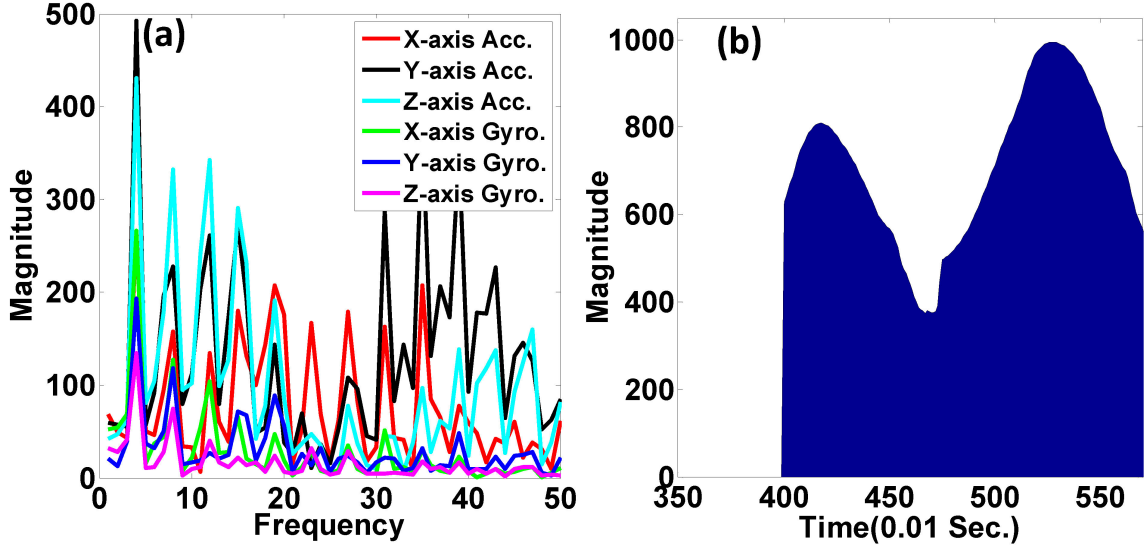 (a)
500
400
300
200
100
0
Magnitude
X-axis Acc.
Y-axis Acc.
Z-axis Acc.
X-axis Gyro.
Y-axis Gyro.
Z-axis Gyro.
0 10 20 30 40 50
Frequency
(b)
1000
800
600
400
200
0
Magnitude
350 400 450 500 550
Time(0.01 Sec.)